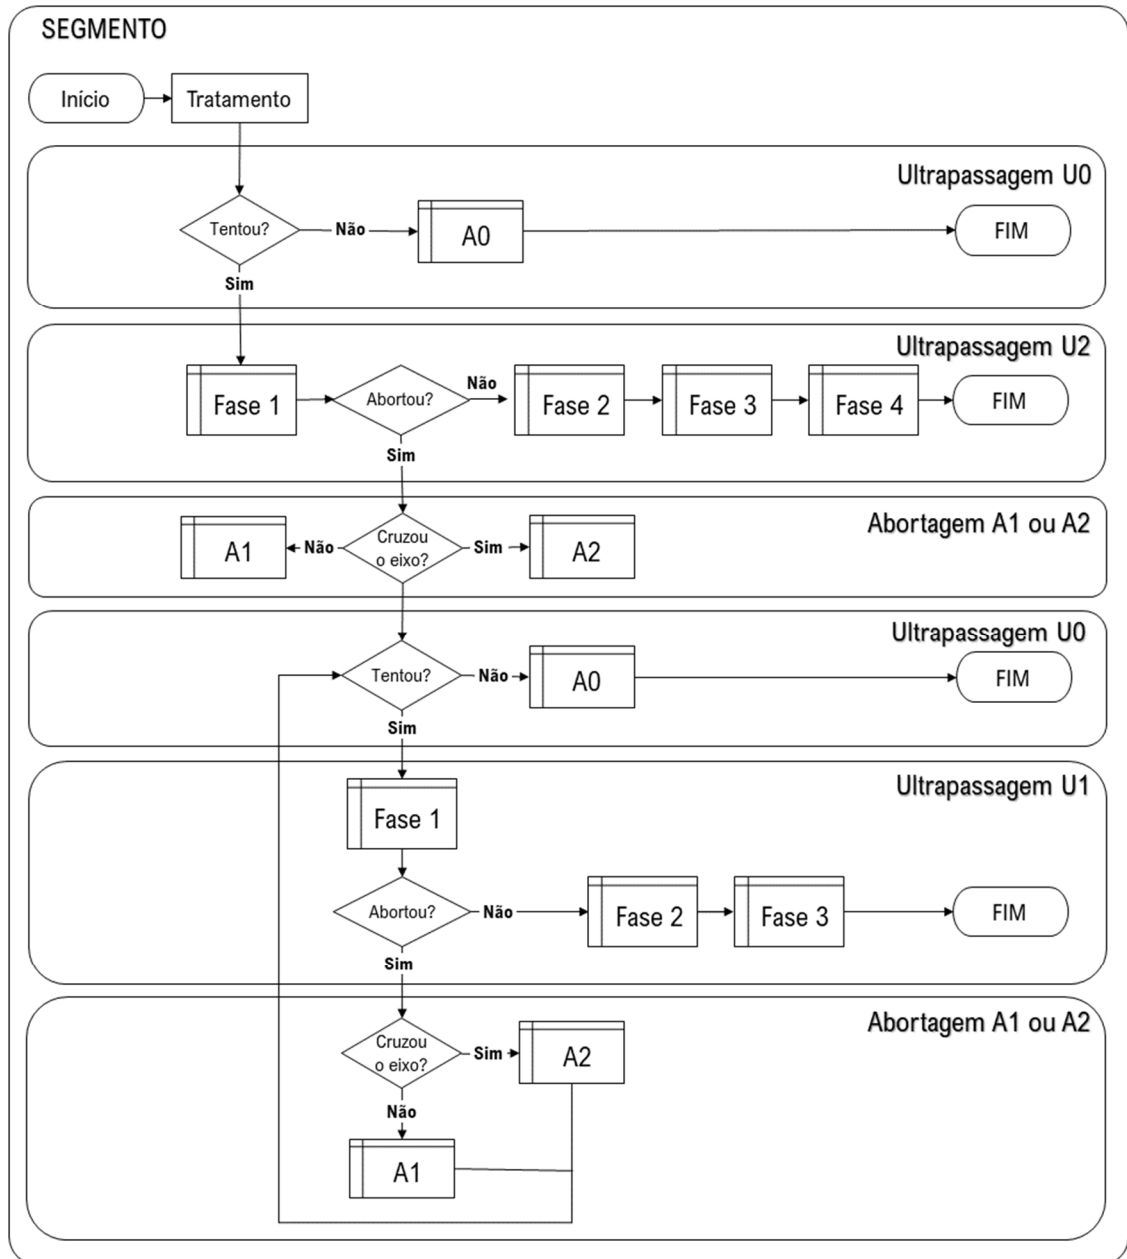 SEGMENTO
Início
Tratamento
Ultrapassagem U0
Tentou?
Não
A0
FIM
Sim
Ultrapassagem U2
Fase 1
Abortou?
Não
Fase 2
Fase 3
Fase 4
FIM
Sim
Abortagem A1 ou A2
A1
Não
Cruzou
o eixo?
Sim
A2
Ultrapassagem U0
Tentou?
Não
A0
FIM
Sim
Ultrapassagem U1
Fase 1
Abortou?
Não
Fase 2
Fase 3
FIM
Sim
Abortagem A1 ou A2
Cruzou
o eixo?
Sim
A2
Não
A1